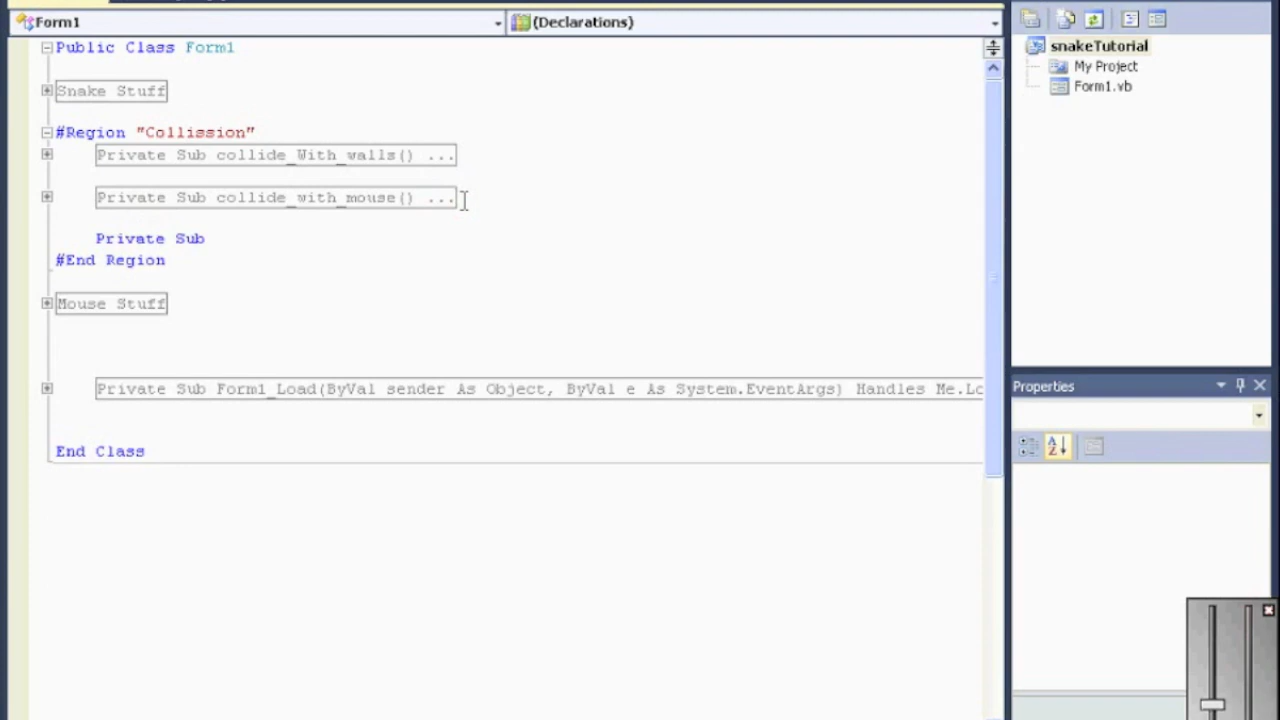 Form1
(Declarations)
Public Class Form1
Snake Stuff
#Region "Collission"
Private Sub collide_With_walls() ...
Private Sub collide_with_mouse() ...
Private Sub
#End Region
Mouse Stuff
Private Sub Form1_Load(ByVal sender As Object, ByVal e As System.EventArgs) Handles Me.Lo
End Class
snakeTutorial
My Project
Form1.vb
Properties